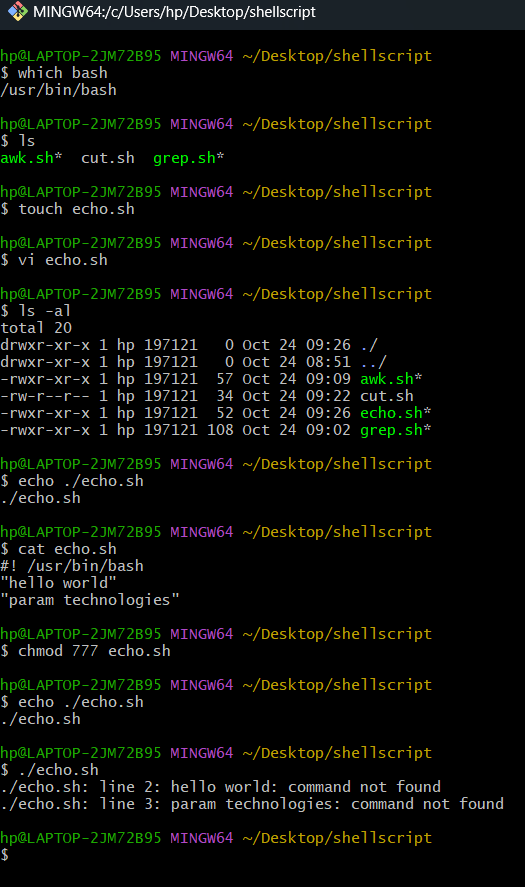 MINGW64:/c/Users/hp/Desktop/shellscript
hp@LAPTOP-2JM72B95 MINGW64 ~/Desktop/shellscript
$ which bash
/usr/bin/bash
hp@LAPTOP-2JM72B95 MINGW64 ~/Desktop/shellscript
$ ls
awk.sh*  cut.sh  grep.sh*
hp@LAPTOP-2JM72B95 MINGW64 ~/Desktop/shellscript
$ touch echo.sh
hp@LAPTOP-2JM72B95 MINGW64 ~/Desktop/shellscript
$ vi echo.sh
hp@LAPTOP-2JM72B95 MINGW64 ~/Desktop/shellscript
$ ls -al
total 20
drwxr-xr-x 1 hp 197121   0 Oct 24 09:26 ./
drwxr-xr-x 1 hp 197121   0 Oct 24 08:51 ../
-rwxr-xr-x 1 hp 197121  57 Oct 24 09:09 awk.sh*
-rw-r--r-- 1 hp 197121  34 Oct 24 09:22 cut.sh
-rwxr-xr-x 1 hp 197121  52 Oct 24 09:26 echo.sh*
-rwxr-xr-x 1 hp 197121 108 Oct 24 09:02 grep.sh*
hp@LAPTOP-2JM72B95 MINGW64 ~/Desktop/shellscript
$ echo ./echo.sh
./echo.sh
hp@LAPTOP-2JM72B95 MINGW64 ~/Desktop/shellscript
$ cat echo.sh
#! /usr/bin/bash
"hello world"
"param technologies"
hp@LAPTOP-2JM72B95 MINGW64 ~/Desktop/shellscript
$ chmod 777 echo.sh
hp@LAPTOP-2JM72B95 MINGW64 ~/Desktop/shellscript
$ echo ./echo.sh
./echo.sh
hp@LAPTOP-2JM72B95 MINGW64 ~/Desktop/shellscript
$ ./echo.sh
./echo.sh: line 2: hello world: command not found
./echo.sh: line 3: param technologies: command not found
hp@LAPTOP-2JM72B95 MINGW64 ~/Desktop/shellscript
$